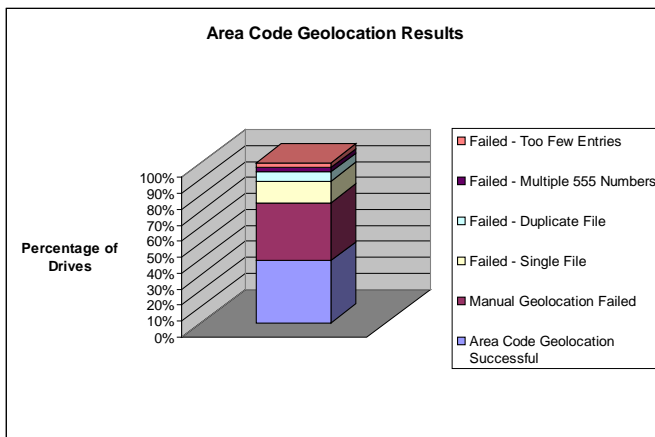 Area Code Geolocation Results
100%
90%
80%
70%
60%
50%
40%
30%
20%
10%
0%
Percentage of
Drives
Failed - Too Few Entries
Failed - Multiple 555 Numbers
Failed - Duplicate File
Failed - Single File
Manual Geolocation Failed
Area Code Geolocation
Successful